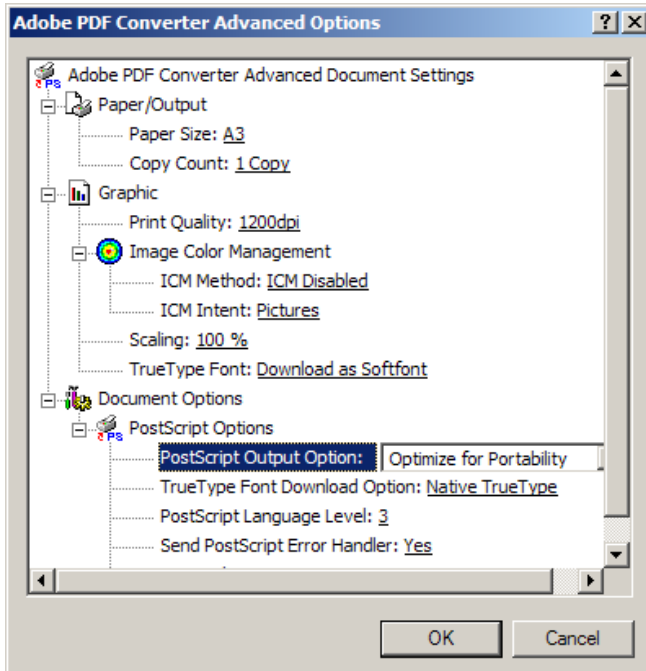 Adobe PDF Converter Advanced Options
Adobe PDF Converter Advanced Document Settings
Paper/Output
Paper Size: A3
Copy Count: 1 Copy
Graphic
Print Quality: 1200dpi
Image Color Management
ICM Method: ICM Disabled
ICM Intent: Pictures
Scaling: 100 %
TrueType Font: Download as Softfont
Document Options
PostScript Options
PostScript Output Option: Optimize for Portability
TrueType Font Download Option: Native TrueType
PostScript Language Level: 3
Send PostScript Error Handler: Yes
OK Cancel